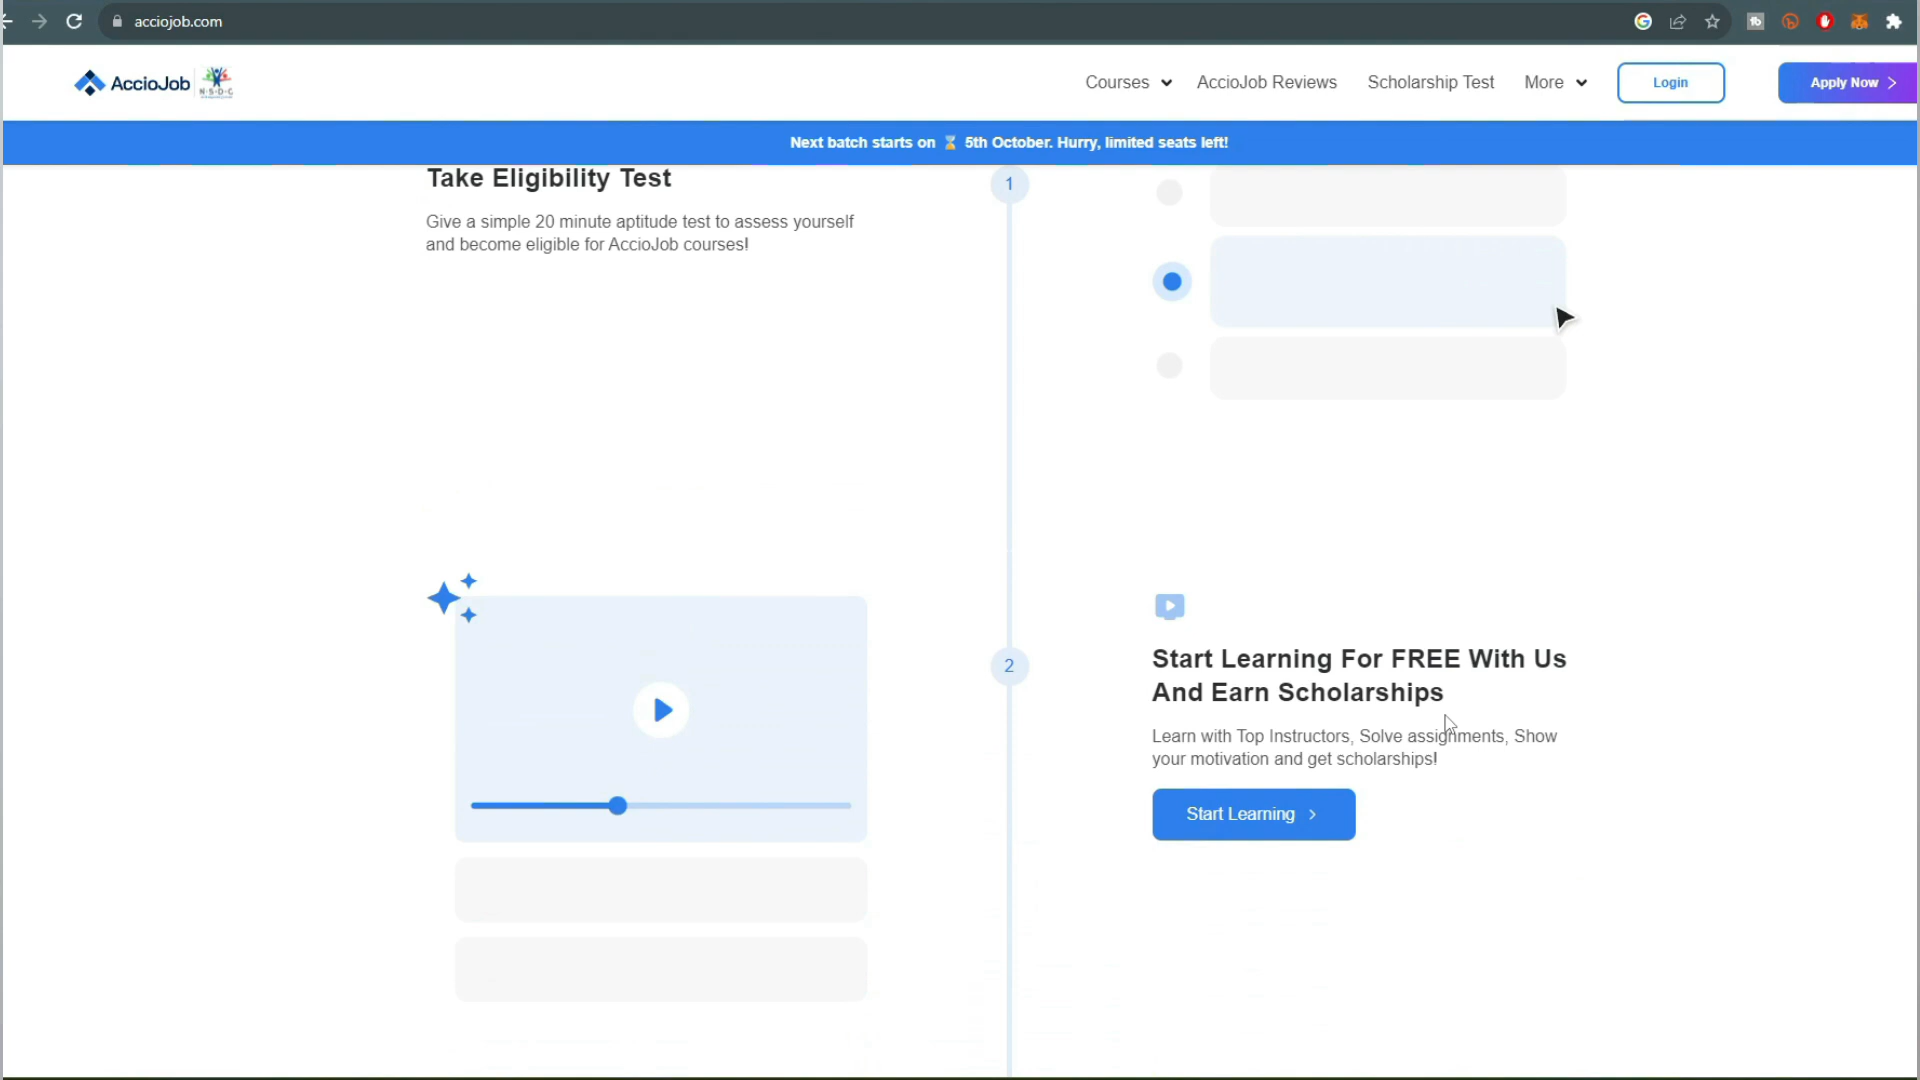 acciojob.com
AccioJob
N·S·D·C
Courses
AccioJob Reviews
Scholarship Test
More
Login
Apply Now
Next batch starts on ⌛ 5th October. Hurry, limited seats left!
Take Eligibility Test
Give a simple 20 minute aptitude test to assess yourself
and become eligible for AccioJob courses!
1
2
Start Learning For FREE With Us
And Earn Scholarships
Learn with Top Instructors, Solve assignments, Show
your motivation and get scholarships!
Start Learning